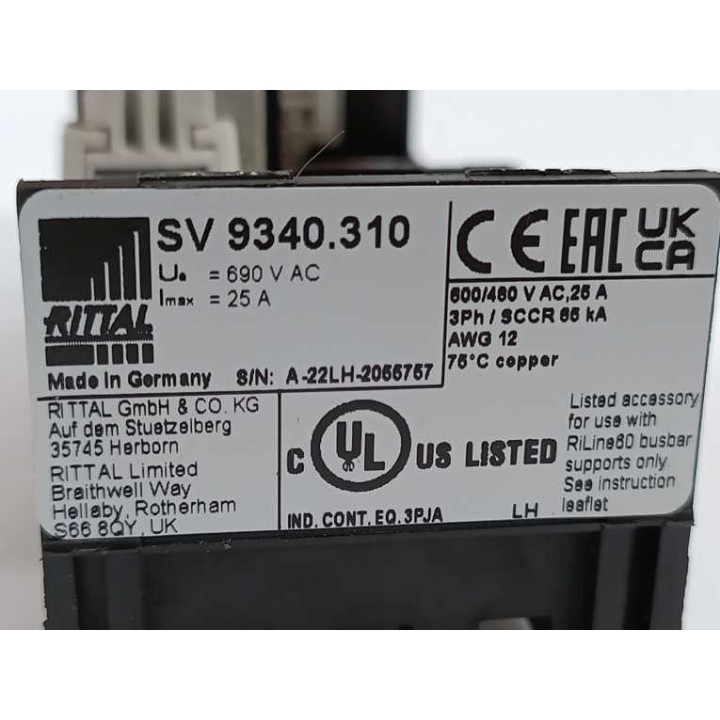 RITTAL
SV 9340.310
Ue = 690 V AC
Imax = 25 A
Made in Germany S/N: A-22LH-2055757
CE EAC UK
CA
600/480 V AC,25 A
3Ph / SCCR 65 kA
AWG 12
75°C copper
RITTAL GmbH & CO. KG
Auf dem Stuetzelberg
35745 Herborn
RITTAL Limited
Braithwell Way
Hellaby, Rotherham
S66 8QY, UK
C UL US LISTED
IND. CONT. EQ. 3PJA
LH
Listed accessory
for use with
RiLine60 busbar
supports only.
See instruction
leaflet